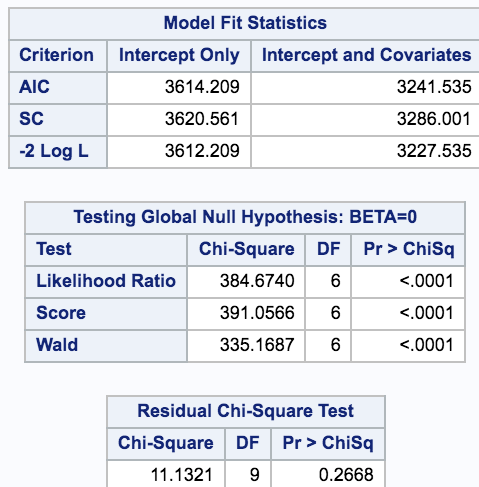 Model Fit Statistics
Criterion Intercept Only Intercept and Covariates
AIC 3614.209 3241.535
SC 3620.561 3286.001
-2 Log L 3612.209 3227.535
Testing Global Null Hypothesis: BETA=0
Test Chi-Square DF Pr > ChiSq
Likelihood Ratio 384.6740 6 <.0001
Score 391.0566 6 <.0001
Wald 335.1687 6 <.0001
Residual Chi-Square Test
Chi-Square DF Pr > ChiSq
11.1321 9 0.2668